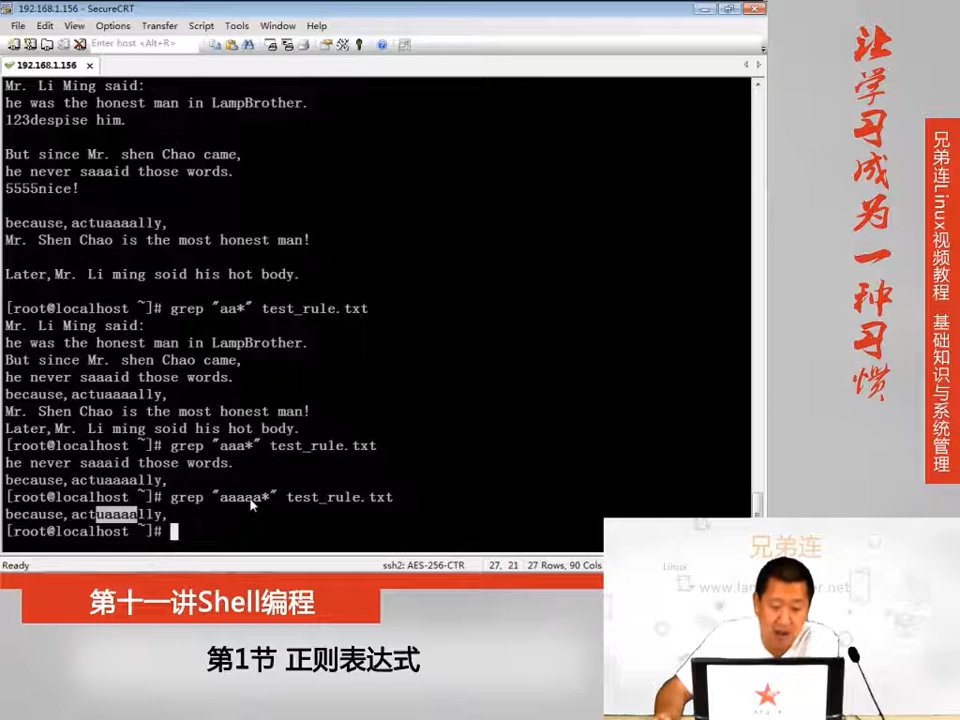 192.168.1.156 - SecureCRT
File Edit View Options Transfer Script Tools Window Help
Enter host <Alt+R>
192.168.1.156
Mr. Li Ming said:
he was the honest man in LampBrother.
123despise him.
But since Mr. shen Chao came,
he never saaaid those words.
5555nice!
because,actuaaaally,
Mr. Shen Chao is the most honest man!
Later,Mr. Li ming soid his hot body.
[root@localhost ~]# grep "aa*" test_rule.txt
Mr. Li Ming said:
he was the honest man in LampBrother.
But since Mr. shen Chao came,
he never saaaid those words.
because,actuaaaally,
Mr. Shen Chao is the most honest man!
Later,Mr. Li ming soid his hot body.
[root@localhost ~]# grep "aaa*" test_rule.txt
he never saaaid those words.
because,actuaaaally,
[root@localhost ~]# grep "aaaaa*" test_rule.txt
because,actuaaaally,
[root@localhost ~]#
Ready ssh2: AES-256-CTR 27, 21 27 Rows, 90 Cols
第十一讲Shell编程
第1节 正则表达式
兄弟连
Linux
让学习成为一种习惯
兄弟连Linux视频教程 基础知识与系统管理